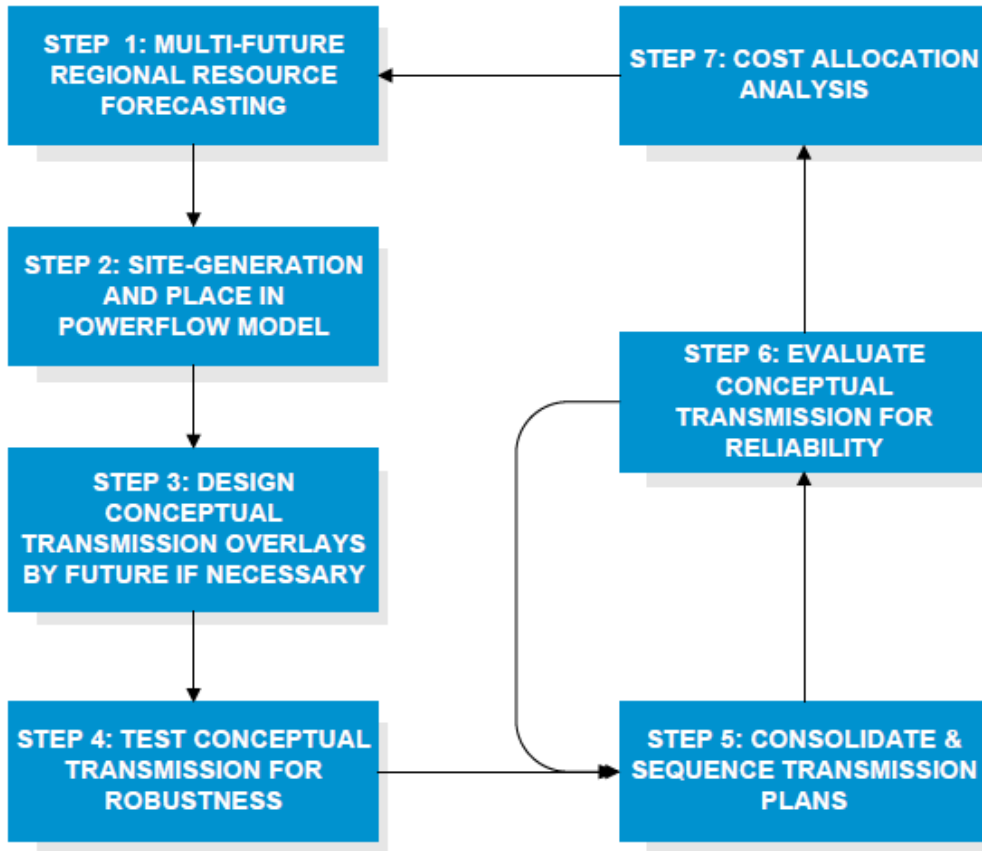 STEP 1: MULTI-FUTURE
REGIONAL RESOURCE
FORECASTING
STEP 2: SITE-GENERATION
AND PLACE IN
POWERFLOW MODEL
STEP 3: DESIGN
CONCEPTUAL
TRANSMISSION OVERLAYS
BY FUTURE IF NECESSARY
STEP 4: TEST CONCEPTUAL
TRANSMISSION FOR
ROBUSTNESS
STEP 5: CONSOLIDATE &
SEQUENCE TRANSMISSION
PLANS
STEP 6: EVALUATE
CONCEPTUAL
TRANSMISSION FOR
RELIABILITY
STEP 7: COST ALLOCATION
ANALYSIS